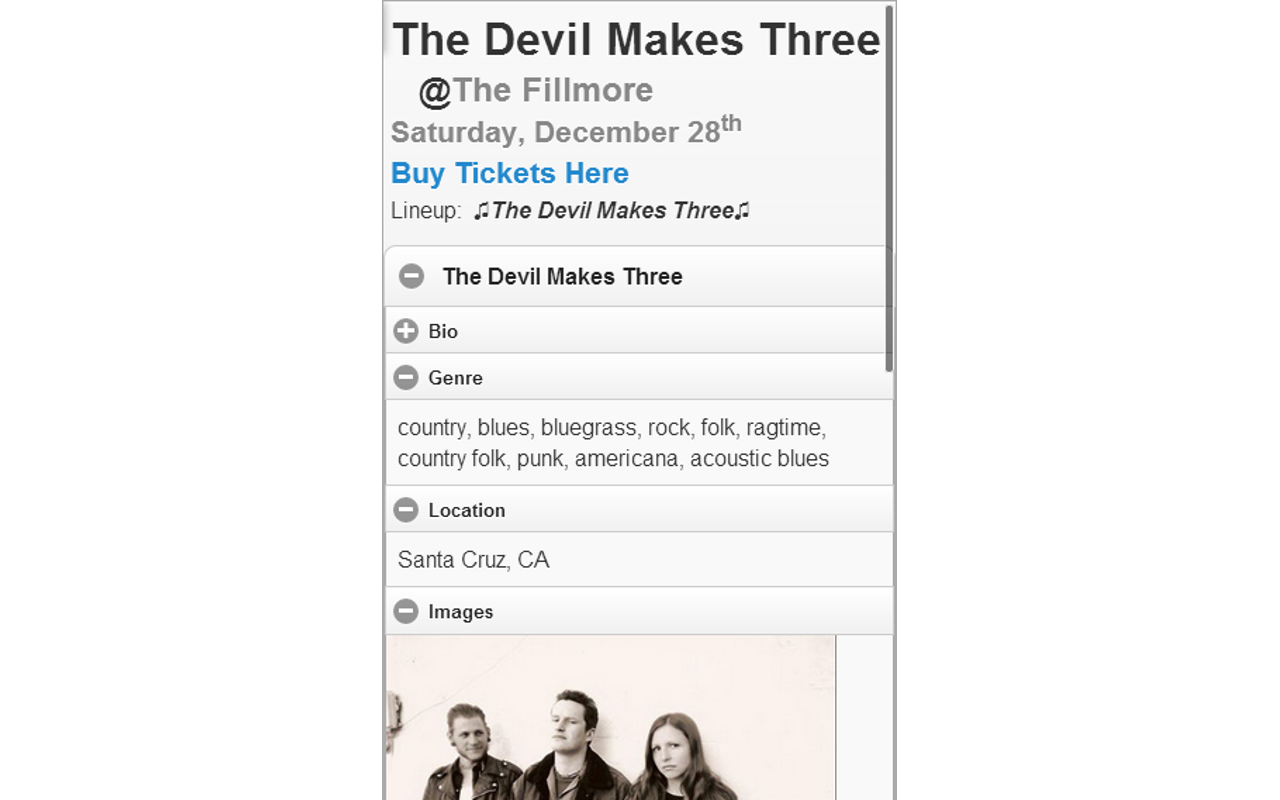 The Devil Makes Three
@The Fillmore
Saturday, December 28th
Buy Tickets Here
Lineup: ♫The Devil Makes Three♫
The Devil Makes Three
Bio
Genre
country, blues, bluegrass, rock, folk, ragtime,
country folk, punk, americana, acoustic blues
Location
Santa Cruz, CA
Images